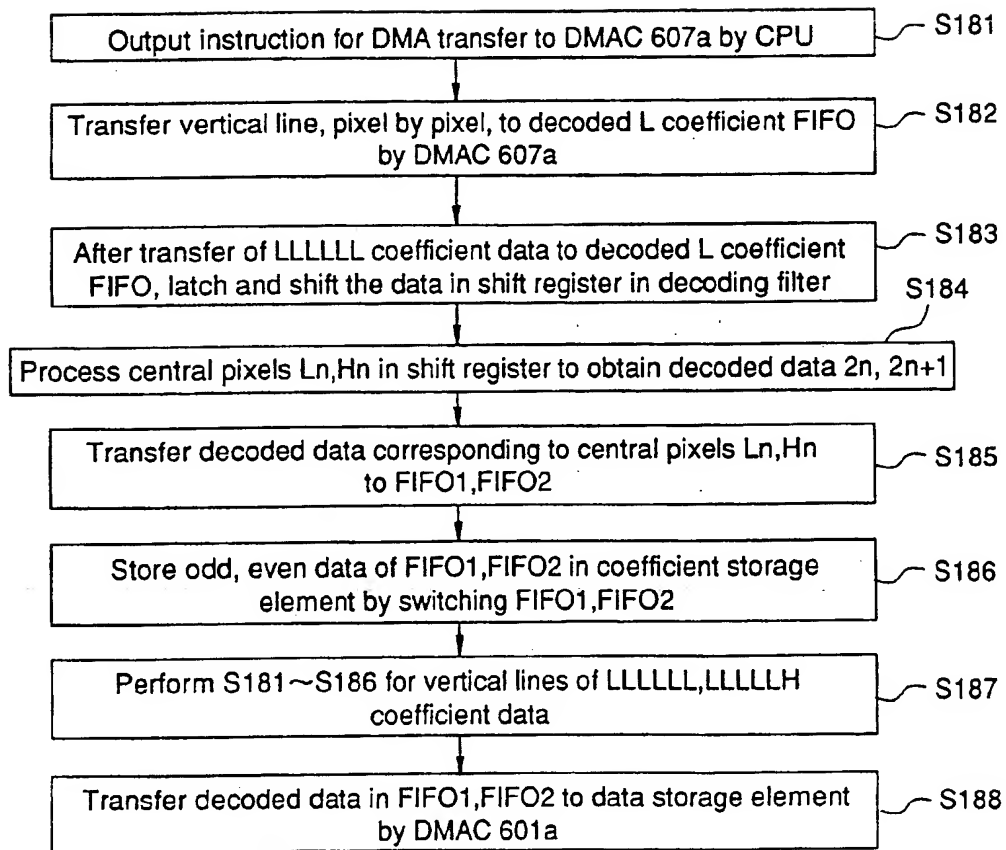 Output instruction for DMA transfer to DMAC 607a by CPU
S181
Transfer vertical line, pixel by pixel, to decoded L coefficient FIFO
by DMAC 607a
S182
After transfer of LLLLLL coefficient data to decoded L coefficient
FIFO, latch and shift the data in shift register in decoding filter
S183
S184
Process central pixels Ln,Hn in shift register to obtain decoded data 2n, 2n+1
Transfer decoded data corresponding to central pixels Ln,Hn
to FIFO1,FIFO2
S185
Store odd, even data of FIFO1,FIFO2 in coefficient storage
element by switching FIFO1,FIFO2
S186
Perform S181～S186 for vertical lines of LLLLLL,LLLLLH
coefficient data
S187
Transfer decoded data in FIFO1,FIFO2 to data storage element
by DMAC 601a
S188